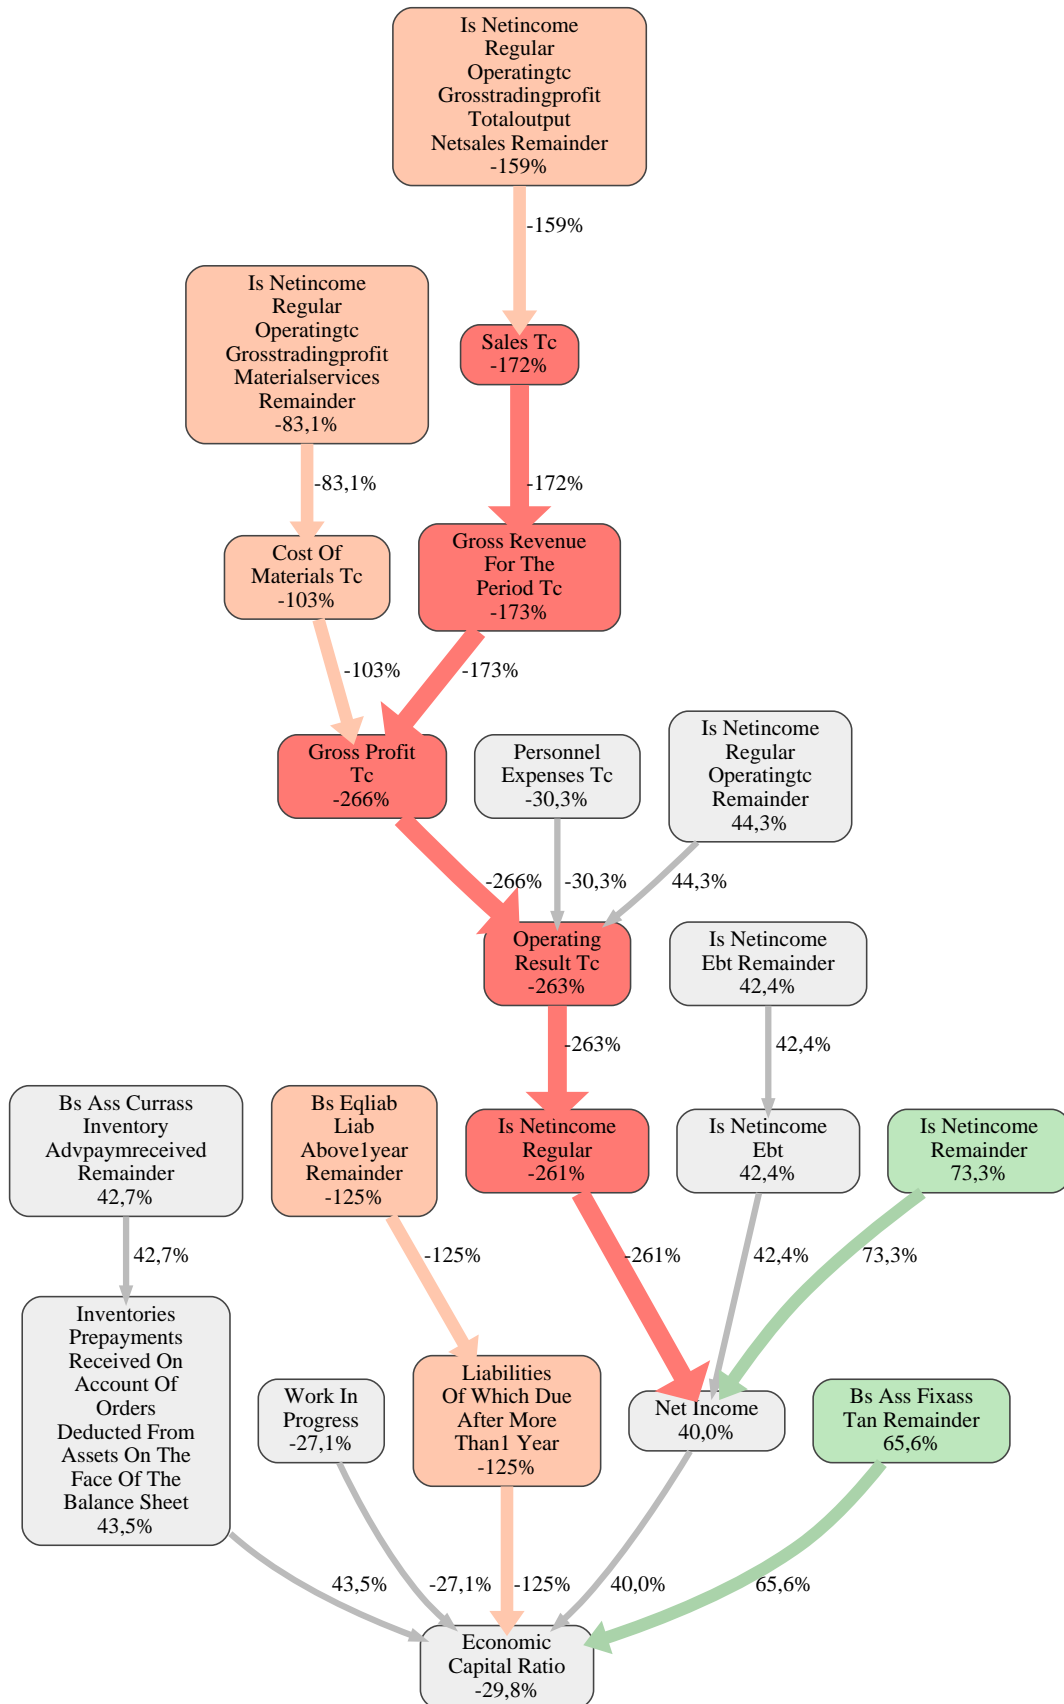 Is Netincome
Regular
Operatingtc
Grosstradingprofit
Totaloutput
Netsales Remainder
-159%
-159%
Is Netincome
Regular
Operatingtc
Grosstradingprofit
Materialservices
Remainder
-83,1%
Sales Tc
-172%
-83,1%
-172%
Cost Of
Materials Tc
-103%
Gross Revenue
For The
Period Tc
-173%
-103%
-173%
Gross Profit
Tc
-266%
Personnel
Expenses Tc
-30,3%
Is Netincome
Regular
Operatingtc
Remainder
44,3%
-266%
-30,3%
44,3%
Operating
Result Tc
-263%
Is Netincome
Ebt Remainder
42,4%
-263%
42,4%
Bs Ass Currass
Inventory
Advpaymreceived
Remainder
42,7%
Bs Eqliab
Liab
Above1year
Remainder
-125%
Is Netincome
Regular
-261%
Is Netincome
Ebt
42,4%
Is Netincome
Remainder
73,3%
42,7%
-125%
-261%
42,4%
73,3%
Inventories
Prepayments
Received On
Account Of
Orders
Deducted From
Assets On The
Face Of The
Balance Sheet
43,5%
Work In
Progress
-27,1%
Liabilities
Of Which Due
After More
Than1 Year
-125%
Net Income
40,0%
Bs Ass Fixass
Tan Remainder
65,6%
43,5%
-27,1%
-125%
40,0%
65,6%
Economic
Capital Ratio
-29,8%